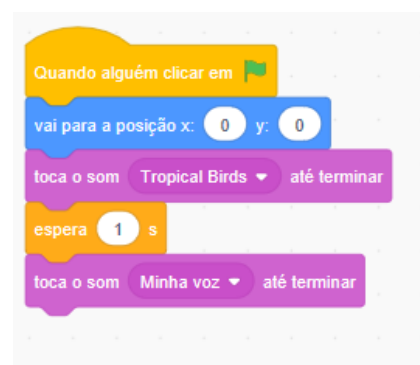 Quando alguém clicar em
vai para a posição x: 0 y: 0
toca o som Tropical Birds até terminar
espera 1 s
toca o som Minha voz até terminar